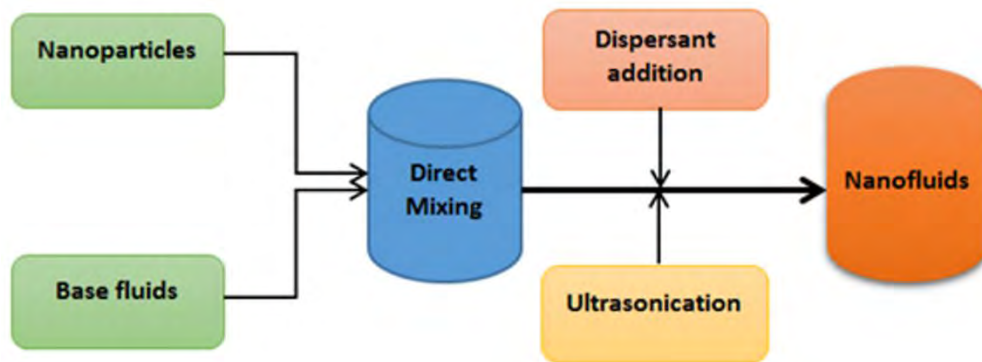 Nanoparticles
Base fluids
Direct
Mixing
Dispersant
addition
Ultrasonication
Nanofluids